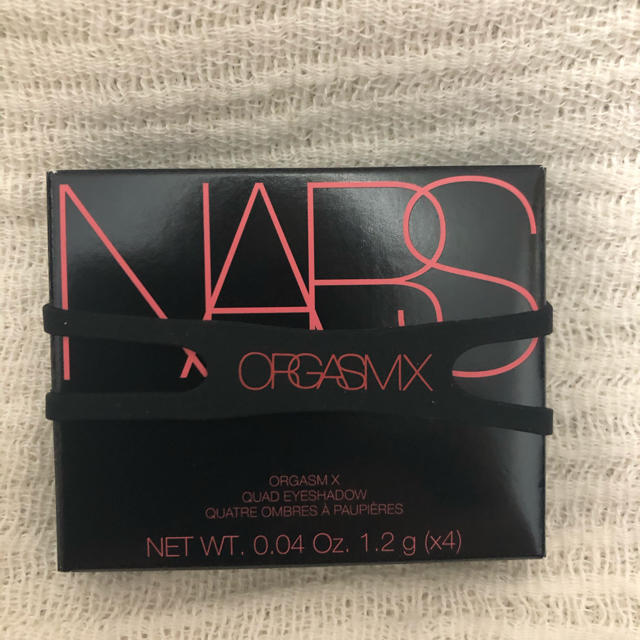 NARS
ORGASM X
ORGASM X
QUAD EYESHADOW
QUATRE OMBRES À PAUPIÈRES
NET WT. 0.04 Oz. 1.2 g (x4)